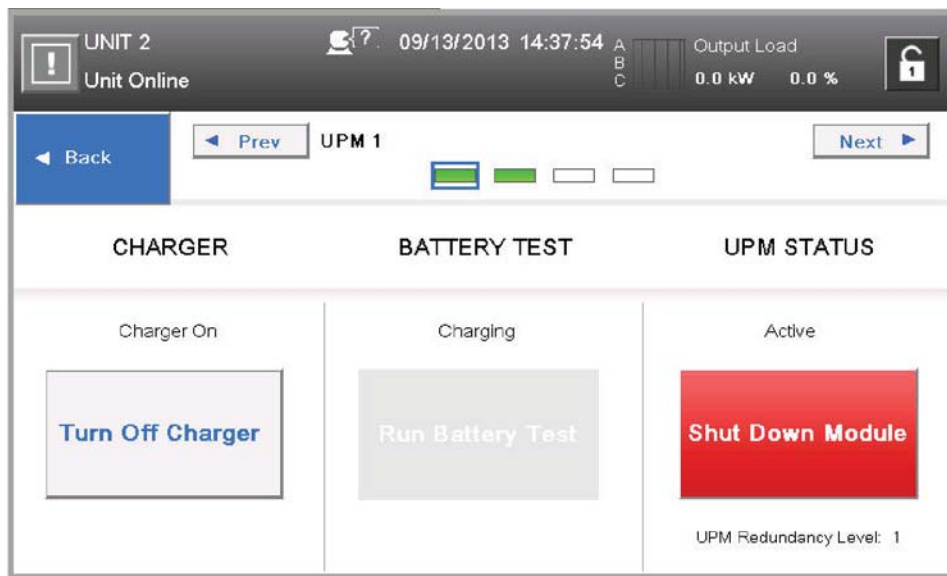 UNIT 2
Unit Online
?
09/13/2013 14:37:54
A
B
C
Output Load
0.0 kW 0.0 %
1
Back
Prev
UPM 1
Next
CHARGER
BATTERY TEST
UPM STATUS
Charger On
Charging
Active
Turn Off Charger
Run Battery Test
Shut Down Module
UPM Redundancy Level: 1